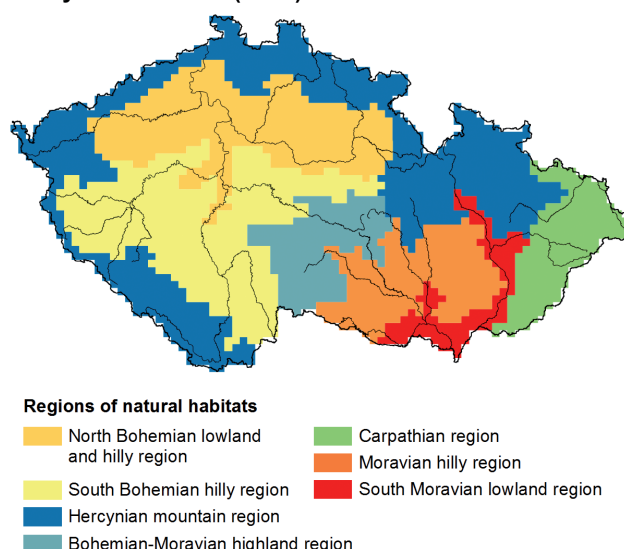 Regions of natural habitats
North Bohemian lowland
and hilly region
South Bohemian hilly region
Hercynian mountain region
Bohemian-Moravian highland region
Carpathian region
Moravian hilly region
South Moravian lowland region